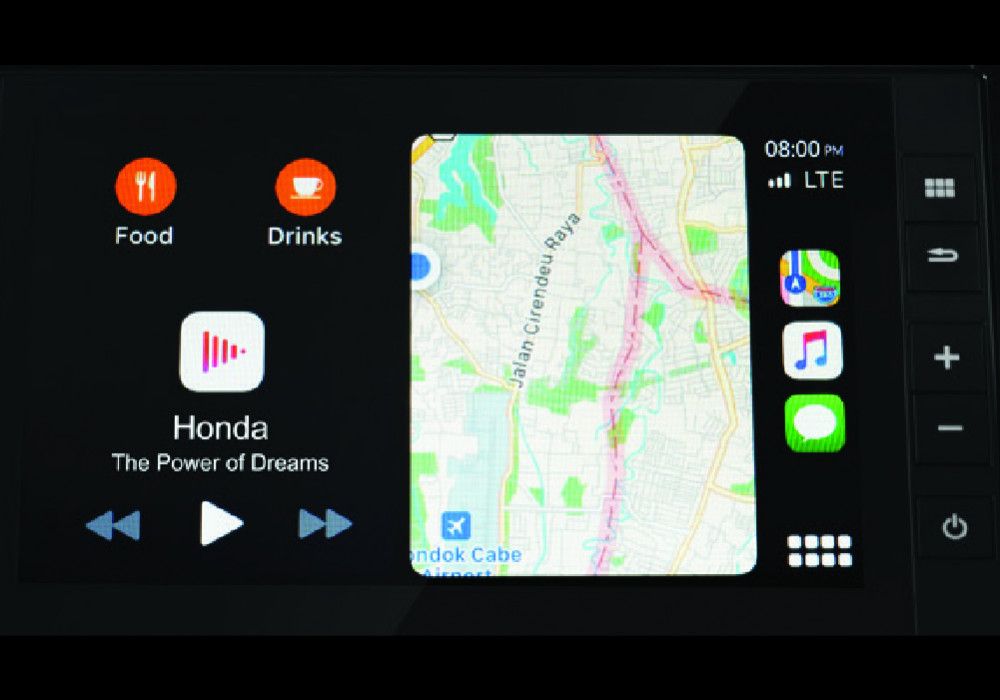 Food
Drinks
Honda
The Power of Dreams
Jalan Cirendeu Raya
ondok Cabe
Airport
08:00 PM
LTE